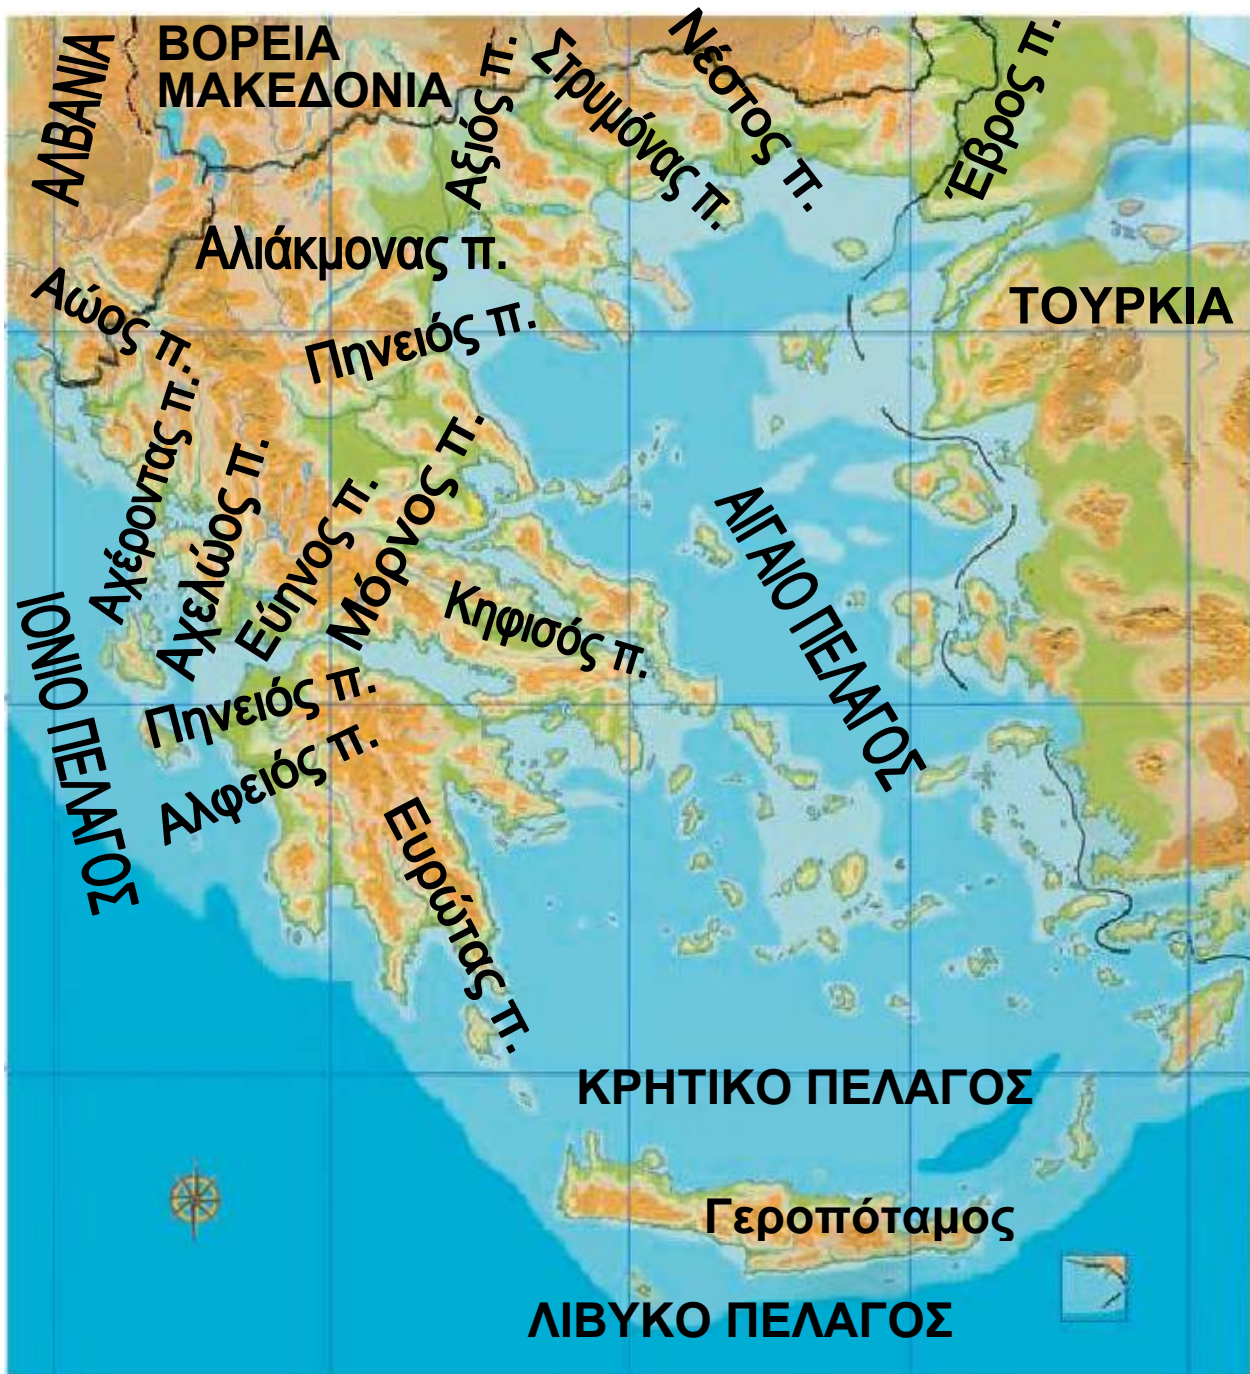 ΑΛΒΑΝΙΑ
ΒΟΡΕΙΑ
ΜΑΚΕΔΟΝΙΑ
Αξιός π.
Στρυμόνας π.
Νέστος π.
Έβρος π.
Αλιάκμονας π.
Αώος π.
Πηνειός π.
ΤΟΥΡΚΙΑ
Αχέροντας π.
Αχελώος π.
Εύηνος π.
Μόρνος π.
ΑΙΓΑΙΟ ΠΕΛΑΓΟΣ
Κηφισός π.
ΙΟΝΙΟ ΠΕΛΑΓΟΣ
Πηνειός π.
Αλφειός π.
Ευρώτας π.
ΚΡΗΤΙΚΟ ΠΕΛΑΓΟΣ
Γεροπόταμος
ΛΙΒΥΚΟ ΠΕΛΑΓΟΣ